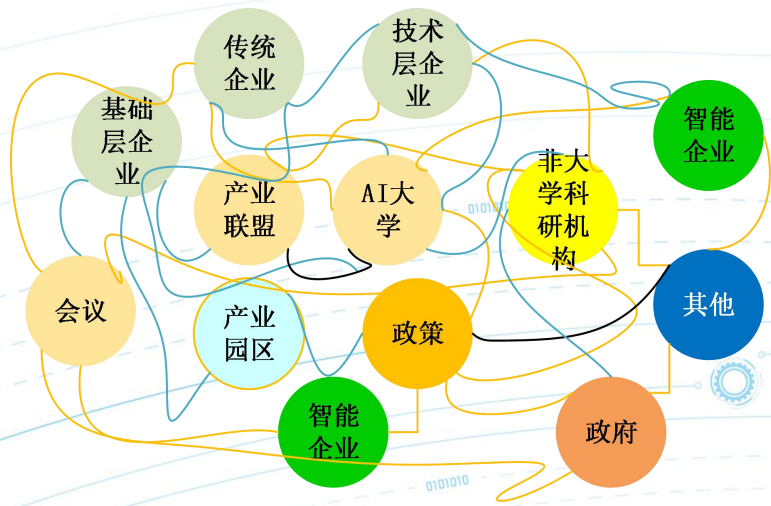 传统
企业
技术
层企
业
基础
层企
业
智能
企业
产业
联盟
AI大
学
非大
学科
研机
构
010101
会议
产业
园区
政策
其他
智能
企业
政府
0101010